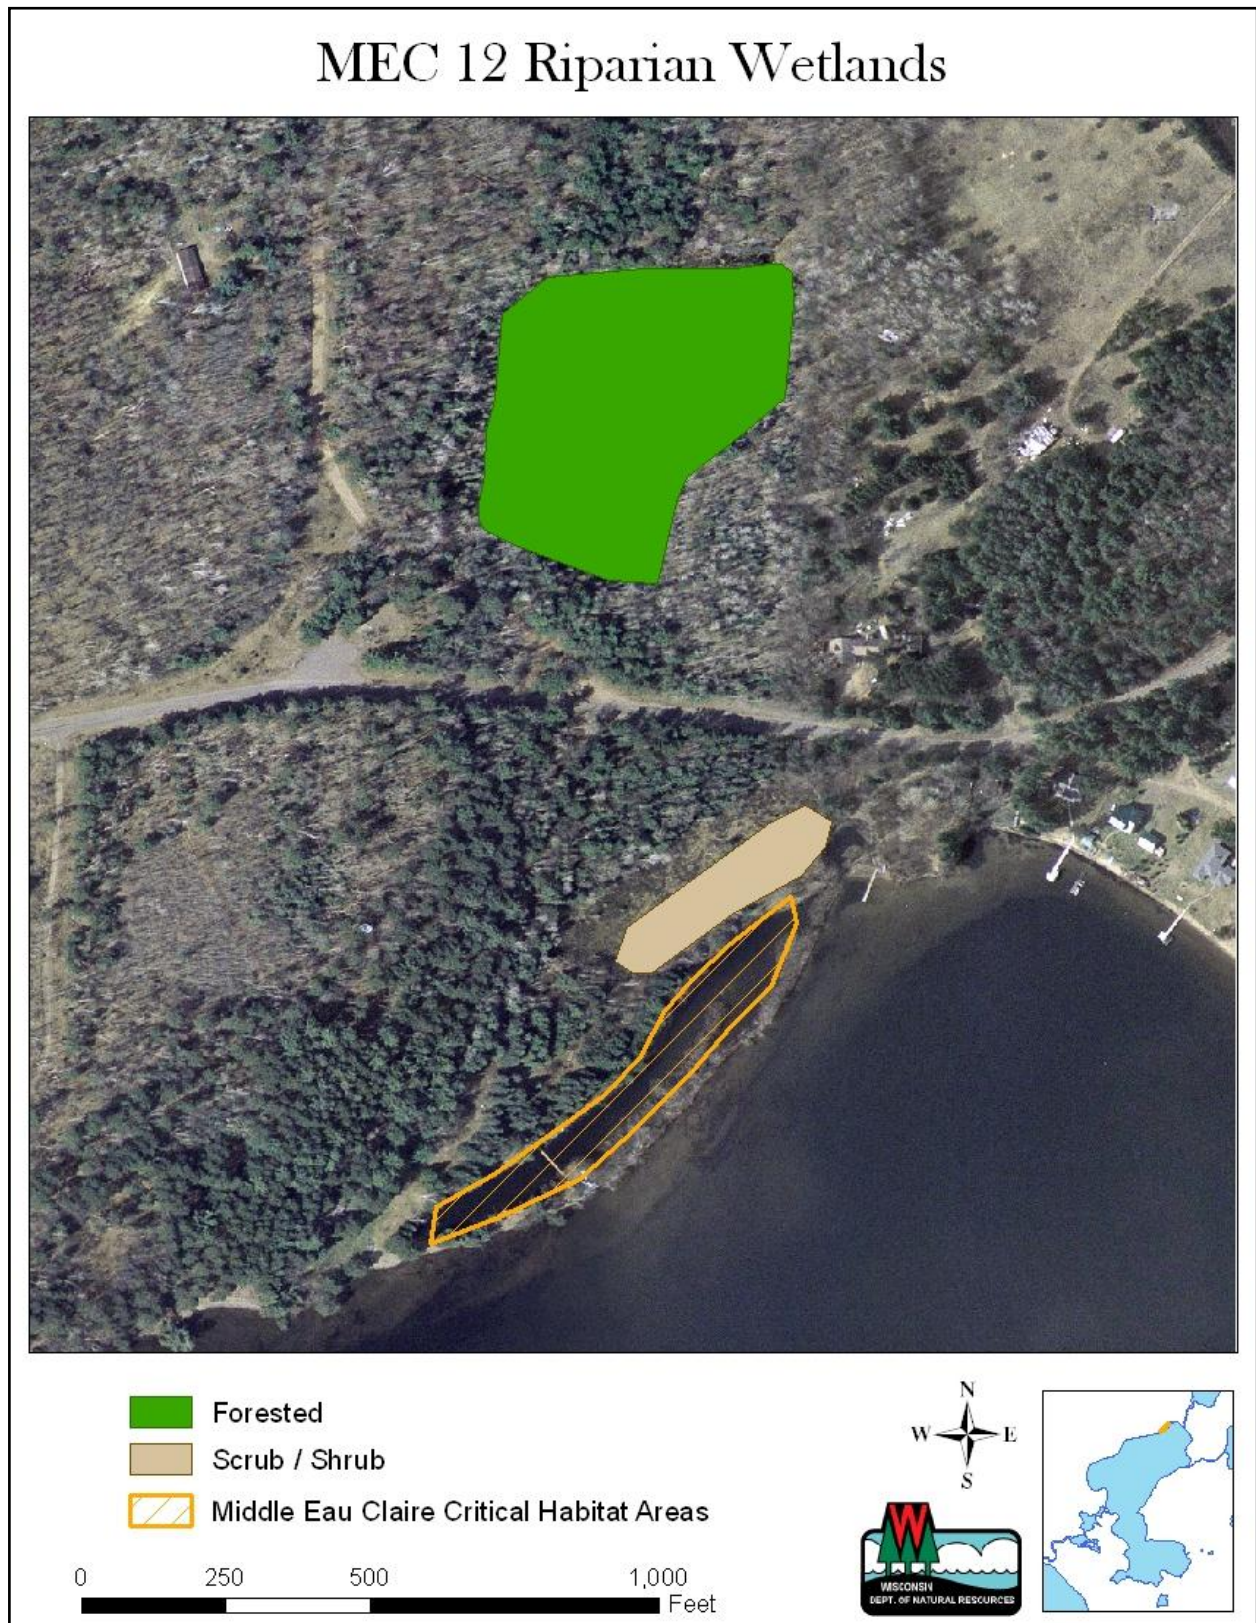 MEC 12 Riparian Wetlands
Forested
Scrub / Shrub
Middle Eau Claire Critical Habitat Areas
0 250 500 1,000
Feet
N
W E
S
W
WISCONSIN
DEPT. OF NATURAL RESOURCES